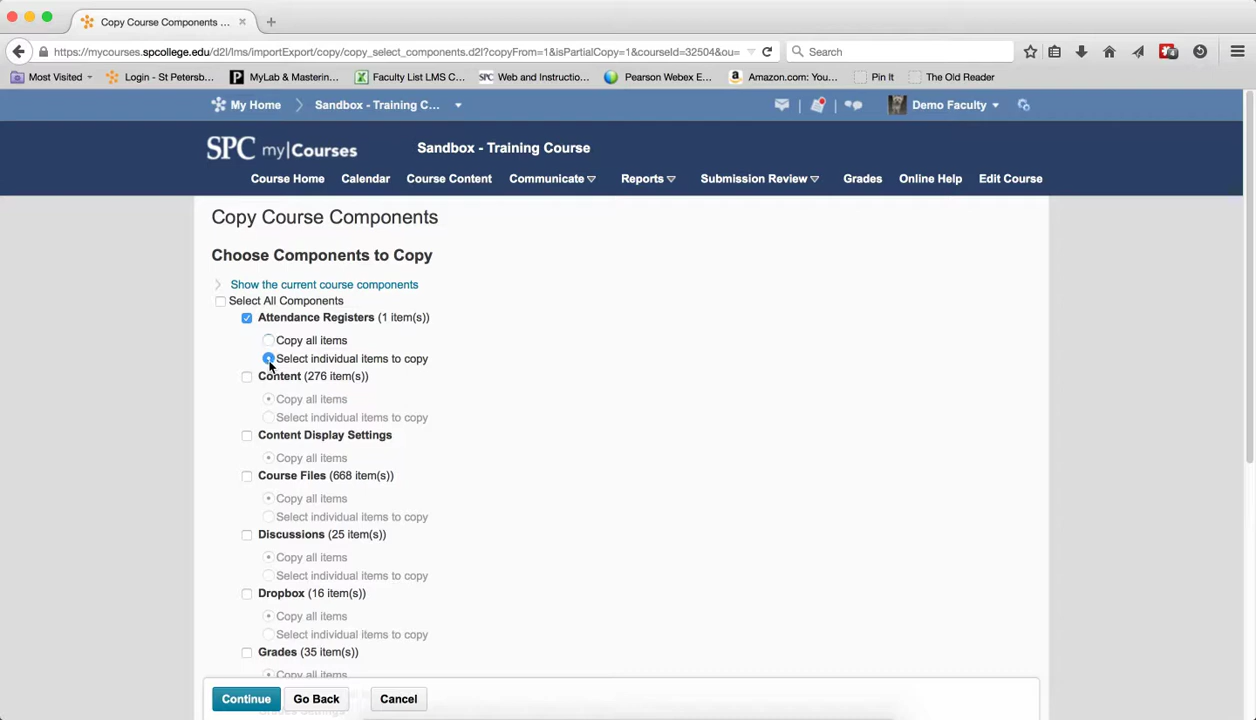 Copy Course Components ...
https://mycourses.spcollege.edu/d2l/lms/importExport/copy/copy_select_components.d2l?copyFrom=1&isPartialCopy=1&courseId=32504&ou=
Search
Most Visited
Login - St Petersb...
MyLab & Mastering...
Faculty List LMS C...
SPC
Web and Instructio...
Pearson Webex E...
Amazon.com: You...
Pin It
The Old Reader
My Home
Sandbox - Training C...
Demo Faculty
SPC my|Courses
Sandbox - Training Course
Course Home
Calendar
Course Content
Communicate
Reports
Submission Review
Grades
Online Help
Edit Course
Copy Course Components
Choose Components to Copy
Show the current course components
Select All Components
Attendance Registers (1 item(s))
Copy all items
Select individual items to copy
Content (276 item(s))
Copy all items
Select individual items to copy
Content Display Settings
Copy all items
Course Files (668 item(s))
Copy all items
Select individual items to copy
Discussions (25 item(s))
Copy all items
Select individual items to copy
Dropbox (16 item(s))
Copy all items
Select individual items to copy
Grades (35 item(s))
Copy all items
Continue
Go Back
Cancel